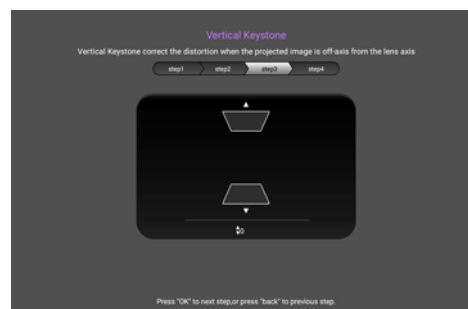 Vertical Keystone
Vertical Keystone correct the distortion when the projected image is off-axis from the lens axis
step1 step2 step3 step4
0
Press "OK" to next step,or press "back" to previous step.